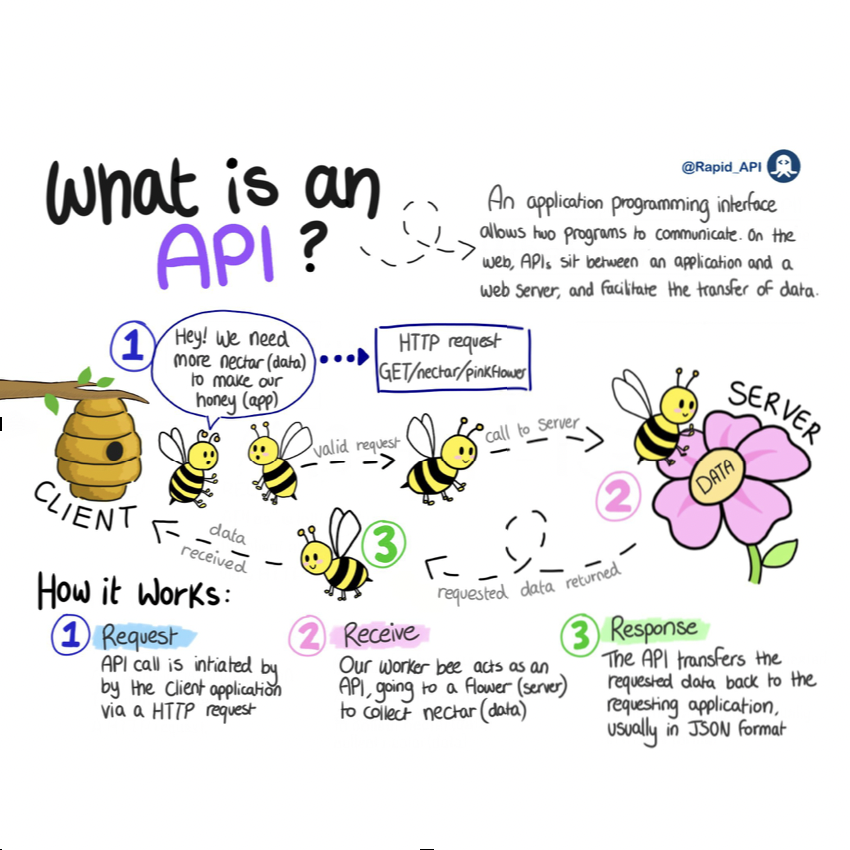 What is an
API?
@Rapid_API
An application programming interface
allows two programs to communicate. On the
web, APIs sit between an application and a
web server, and facilitate the transfer of data.
1
Hey! We need
more nectar (data)
to make our
honey (app)
HTTP request
GET/nectar/pinkflower
CLIENT
valid request
call to server
SERVER
DATA
2
3
data
received
requested data returned
How it Works:
1 Request
API call is intiated by
by the Client application
via a HTTP request
2 Receive
Our worker bee acts as an
API, going to a flower (server)
to collect nectar (data)
3 Response
The API transfers the
requested data back to the
requesting application,
usually in JSON format